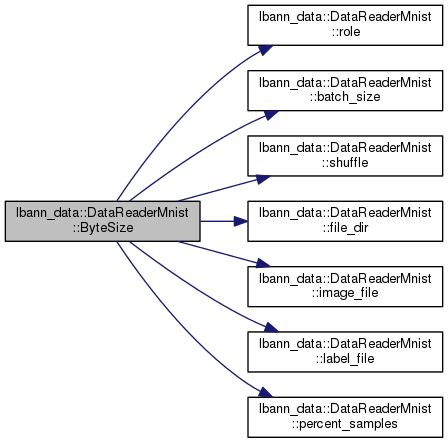 lbann_data::DataReaderMnist
::role
lbann_data::DataReaderMnist
::batch_size
lbann_data::DataReaderMnist
::shuffle
lbann_data::DataReaderMnist
::ByteSize
lbann_data::DataReaderMnist
::file_dir
lbann_data::DataReaderMnist
::image_file
lbann_data::DataReaderMnist
::label_file
lbann_data::DataReaderMnist
::percent_samples